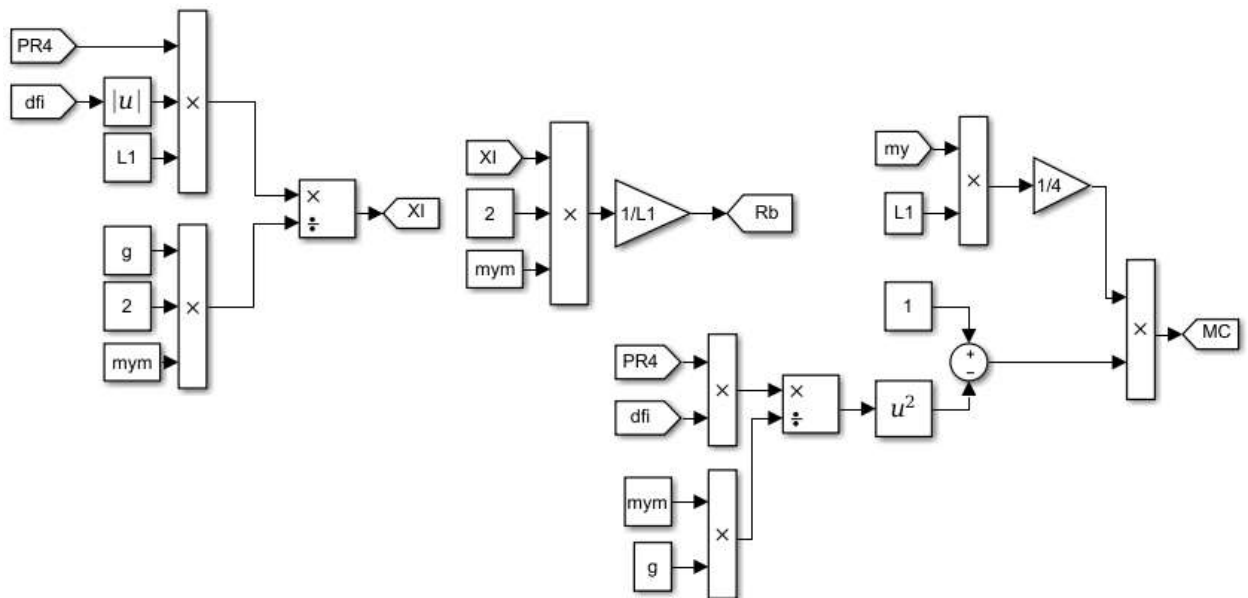 PR4
dfi
|u|
L1
×
g
2
mym
×
×
÷
XI
XI
2
mym
×
1/L1
Rb
my
L1
×
1/4
1
+
−
PR4
dfi
×
mym
g
×
×
÷
u²
×
MC